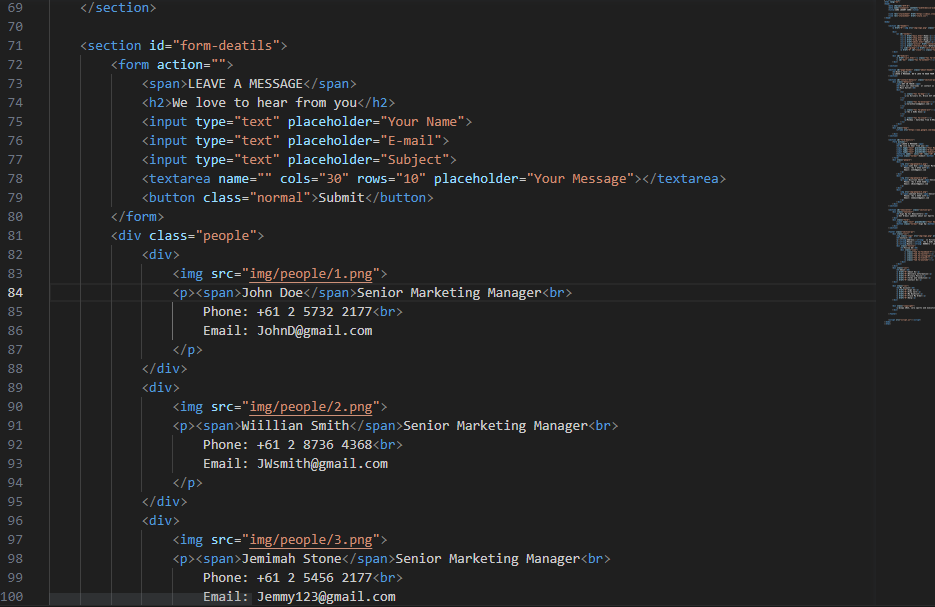 69 </section>
70
71 <section id="form-deatils">
72 <form action="">
73 <span>LEAVE A MESSAGE</span>
74 <h2>We love to hear from you</h2>
75 <input type="text" placeholder="Your Name">
76 <input type="text" placeholder="E-mail">
77 <input type="text" placeholder="Subject">
78 <textarea name="" cols="30" rows="10" placeholder="Your Message"></textarea>
79 <button class="normal">Submit</button>
80 </form>
81 <div class="people">
82 <div>
83 <img src="img/people/1.png">
84 <p><span>John Doe</span>Senior Marketing Manager<br>
85 Phone: +61 2 5732 2177<br>
86 Email: JohnD@gmail.com
87 </p>
88 </div>
89 <div>
90 <img src="img/people/2.png">
91 <p><span>Wiillian Smith</span>Senior Marketing Manager<br>
92 Phone: +61 2 8736 4368<br>
93 Email: JWsmith@gmail.com
94 </p>
95 </div>
96 <div>
97 <img src="img/people/3.png">
98 <p><span>Jemimah Stone</span>Senior Marketing Manager<br>
99 Phone: +61 2 5456 2177<br>
100 Email: Jemmy123@gmail.com